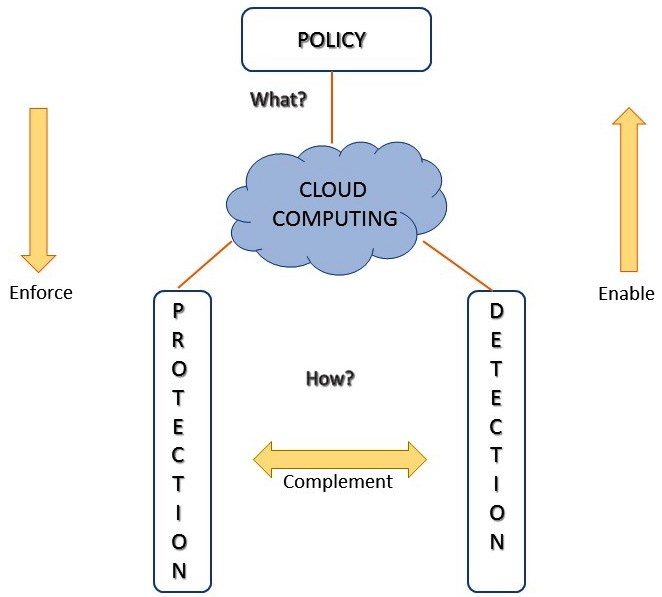 POLICY
What?
CLOUD
COMPUTING
Enforce
Enable
PROTECTION
DETECTION
How?
Complement